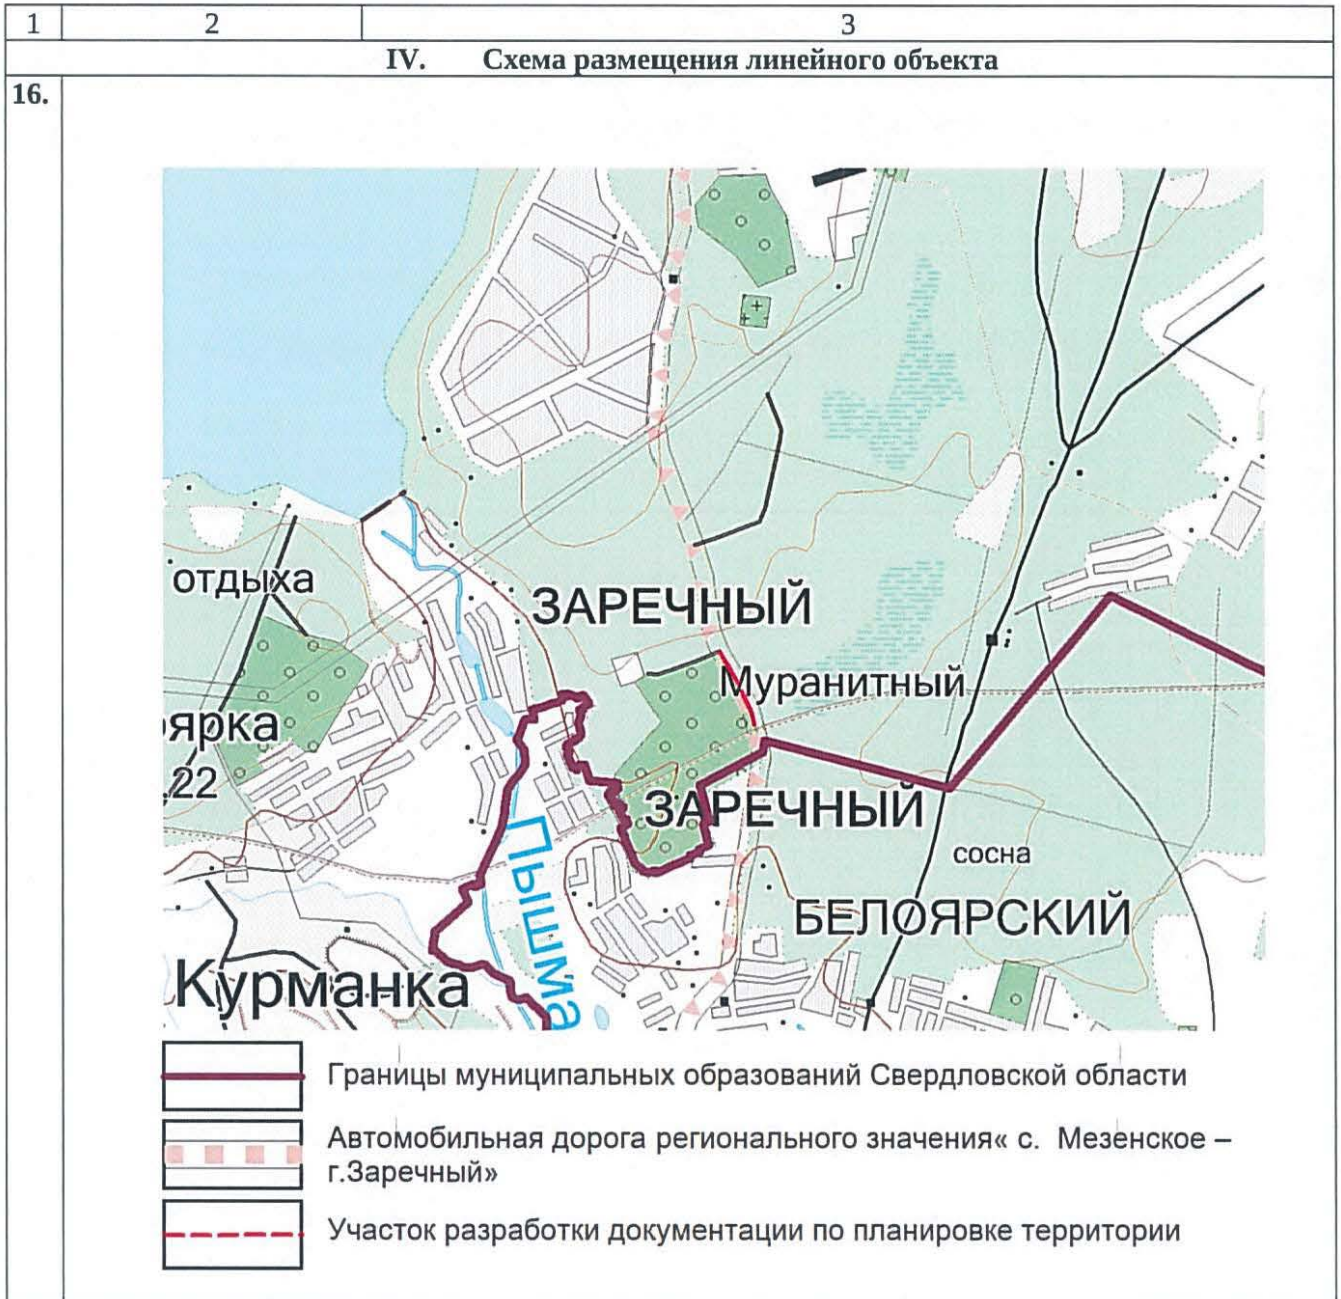 1 2 3
IV. Схема размещения линейного объекта
16.
отдыха
ЗАРЕЧНЫЙ
Муранитный
оярка
22
ЗАРЕЧНЫЙ
сосна
Пышма
БЕЛОЯРСКИЙ
Курманка
Границы муниципальных образований Свердловской области
Автомобильная дорога регионального значения« с. Мезенское –
г.Заречный»
Участок разработки документации по планировке территории